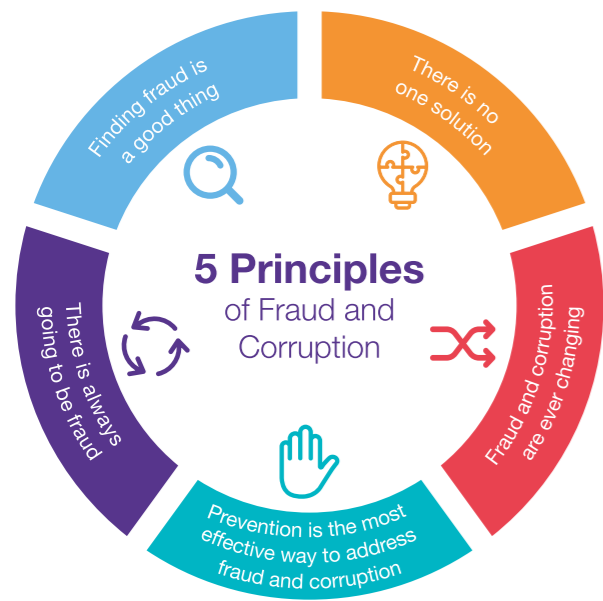 5 Principles
of Fraud and
Corruption
There is no
one solution
Fraud and corruption
are ever changing
Prevention is the most
effective way to address
fraud and corruption
There is always
going to be fraud
Finding fraud is
a good thing